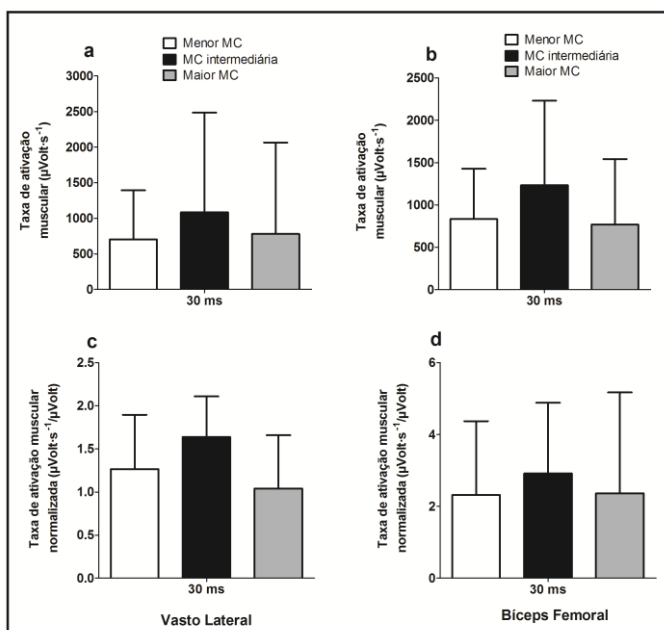 a
Menor MC
MC intermediária
Maior MC
Taxa de ativação
muscular (µVolt·s⁻¹)
3000
2500
2000
1500
1000
500
0
30 ms
b
Menor MC
MC intermediária
Maior MC
Taxa de ativação
muscular (µVolt·s⁻¹)
2500
2000
1500
1000
500
0
30 ms
c
Taxa de ativação muscular
normalizada (µVolt·s⁻¹/µVolt)
2.5
2.0
1.5
1.0
0.5
0.0
30 ms
Vasto Lateral
d
Taxa de ativação muscular
normalizada (µVolt·s⁻¹/µVolt)
6
4
2
0
30 ms
Bíceps Femoral